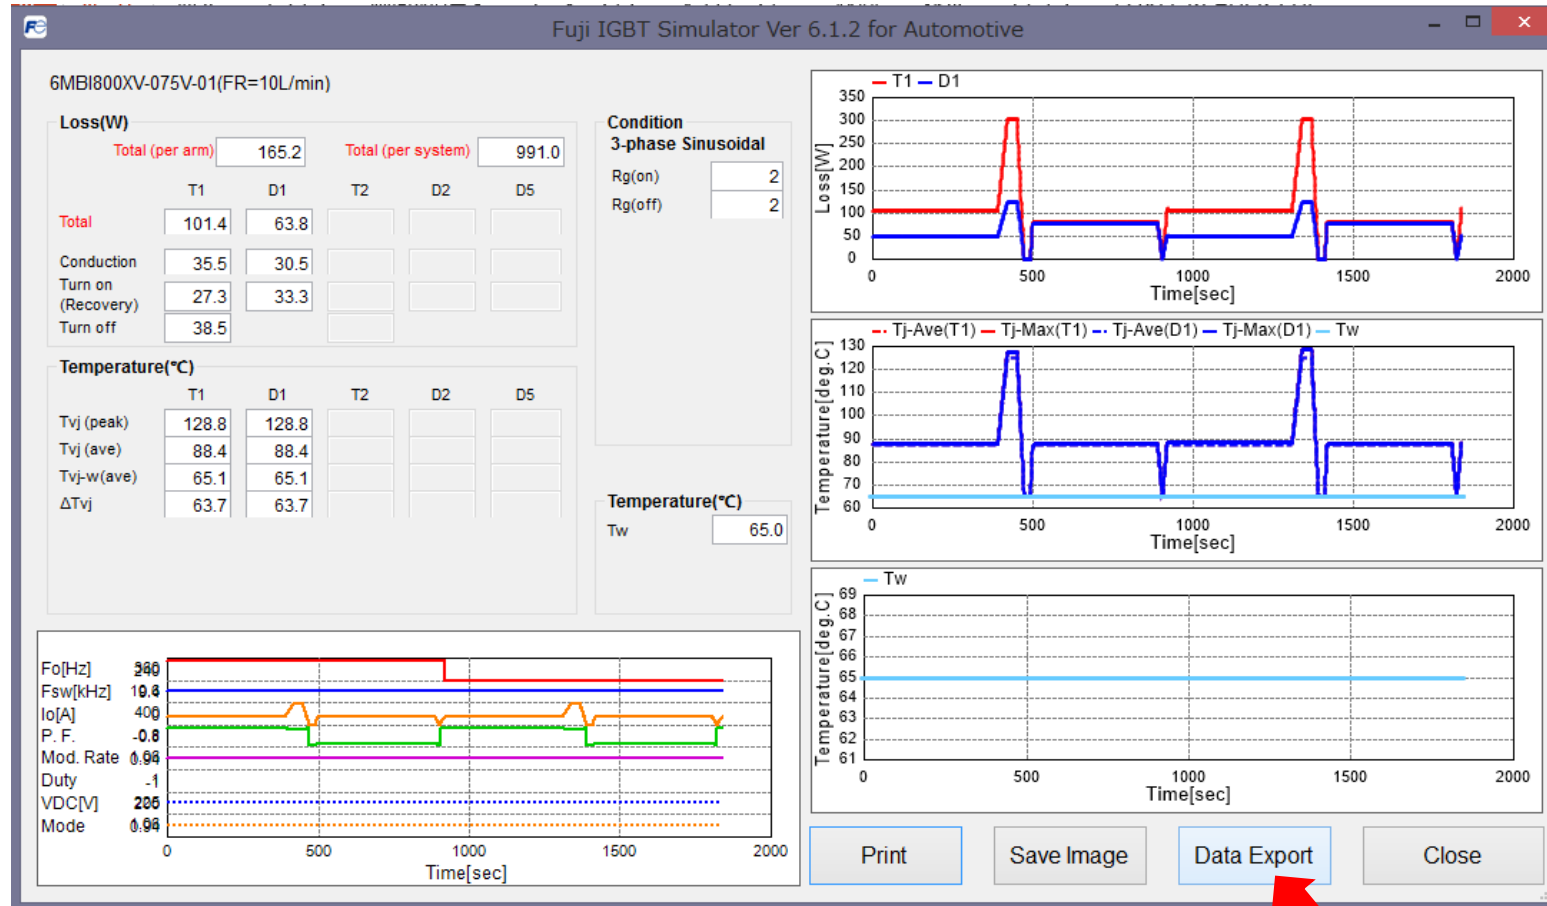 Fuji IGBT Simulator Ver 6.1.2 for Automotive
6MBI800XV-075V-01(FR=10L/min)
Loss(W)
Total (per arm) 165.2 Total (per system) 991.0
T1 D1 T2 D2 D5
Total 101.4 63.8
Conduction 35.5 30.5
Turn on
(Recovery) 27.3 33.3
Turn off 38.5
Temperature(℃)
T1 D1 T2 D2 D5
Tvj (peak) 128.8 128.8
Tvj (ave) 88.4 88.4
Tvj-w(ave) 65.1 65.1
ΔTvj 63.7 63.7
Condition
3-phase Sinusoidal
Rg(on) 2
Rg(off) 2
Temperature(℃)
Tw 65.0
T1 D1
Loss[W]
350
300
250
200
150
100
50
0
0 500 1000 1500 2000
Time[sec]
Tj-Ave(T1) Tj-Max(T1) Tj-Ave(D1) Tj-Max(D1) Tw
Temperature[deg.C]
130
120
110
100
90
80
70
60
0 500 1000 1500 2000
Time[sec]
Tw
Temperature[deg.C]
69
68
67
66
65
64
63
62
61
0 500 1000 1500 2000
Time[sec]
Fo[Hz]
Fsw[kHz]
Io[A]
P. F.
Mod. Rate
Duty -1
VDC[V]
Mode
0 500 1000 1500 2000
Time[sec]
Print Save Image Data Export Close